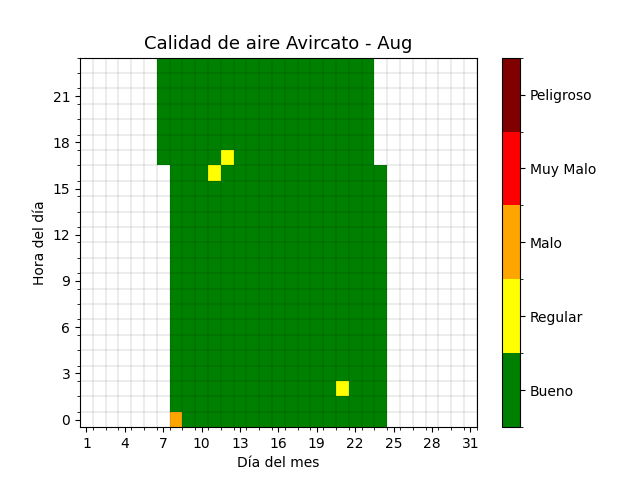 Calidad de aire Avircato - Aug
Hora del día
21
18
15
12
9
6
3
0
1 4 7 10 13 16 19 22 25 28 31
Día del mes
Peligroso
Muy Malo
Malo
Regular
Bueno